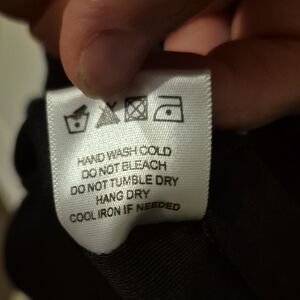 HAND WASH COLD
DO NOT BLEACH
DO NOT TUMBLE DRY
HANG DRY
COOL IRON IF NEEDED